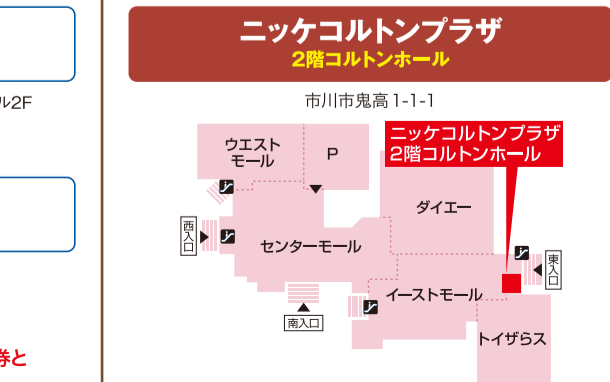 ル2F
券と
ニッケコルトンプラザ
2階コルトンホール
市川市鬼高1-1-1
ウエスト
モール
P
ニッケコルトンプラザ
2階コルトンホール
ダイエー
西入口
センターモール
東入口
イーストモール
南入口
トイザらス